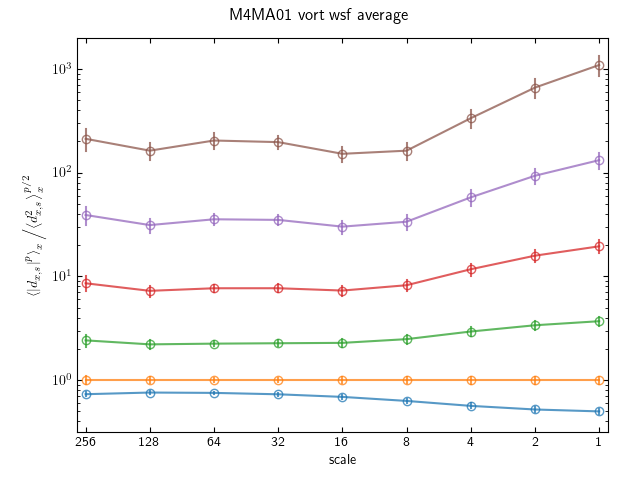 M4MA01 vort wsf average
10³
10²
10¹
10⁰
⟨|d_{x,s}|^p⟩_x / ⟨d²_{x,s}⟩_x^{p/2}
256 128 64 32 16 8 4 2 1
scale